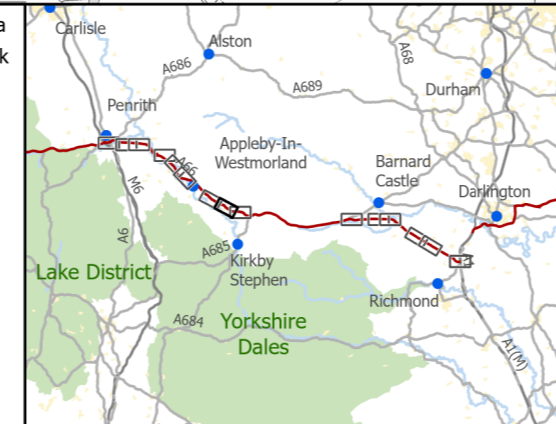 a
k
Carlisle
Alston
A68
A686
A689
Durham
Penrith
Appleby-In-
Westmorland
A66
Barnard
Castle
Darlington
M6
A6
A685
Kirkby
Stephen
Lake District
Richmond
A684
Yorkshire
Dales
A1(M)